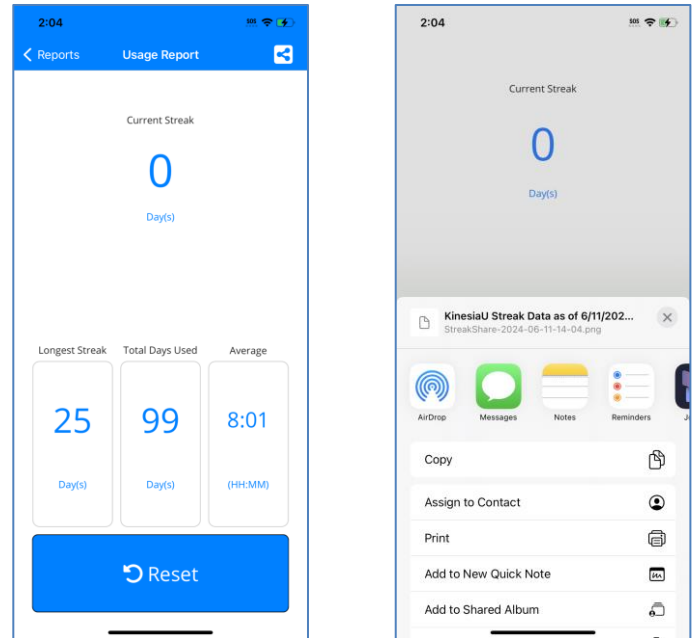 2:04
SOS
Reports
Usage Report
Current Streak
0
Day(s)
Longest Streak
Total Days Used
Average
25
99
8:01
Day(s)
Day(s)
(HH:MM)
Reset
2:04
SOS
Current Streak
0
Day(s)
KinesiaU Streak Data as of 6/11/202...
StreakShare-2024-06-11-14-04.png
AirDrop
Messages
Notes
Reminders
Copy
Assign to Contact
Print
Add to New Quick Note
Add to Shared Album